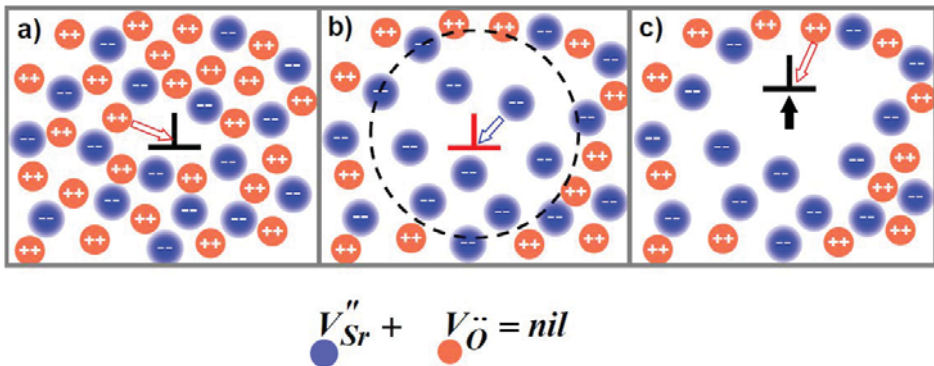 a) b) c)
V''Sr + V··O = nil